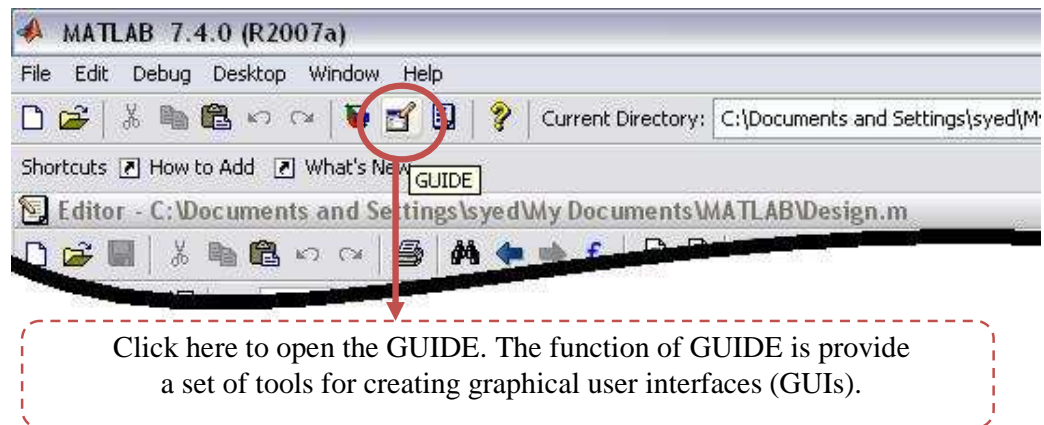 MATLAB 7.4.0 (R2007a)
File Edit Debug Desktop Window Help
Current Directory: C:\Documents and Settings\syed\M
Shortcuts How to Add What's New
GUIDE
Editor - C:\Documents and Settings\syed\My Documents\MATLAB\Design.m
Click here to open the GUIDE. The function of GUIDE is provide
a set of tools for creating graphical user interfaces (GUIs).